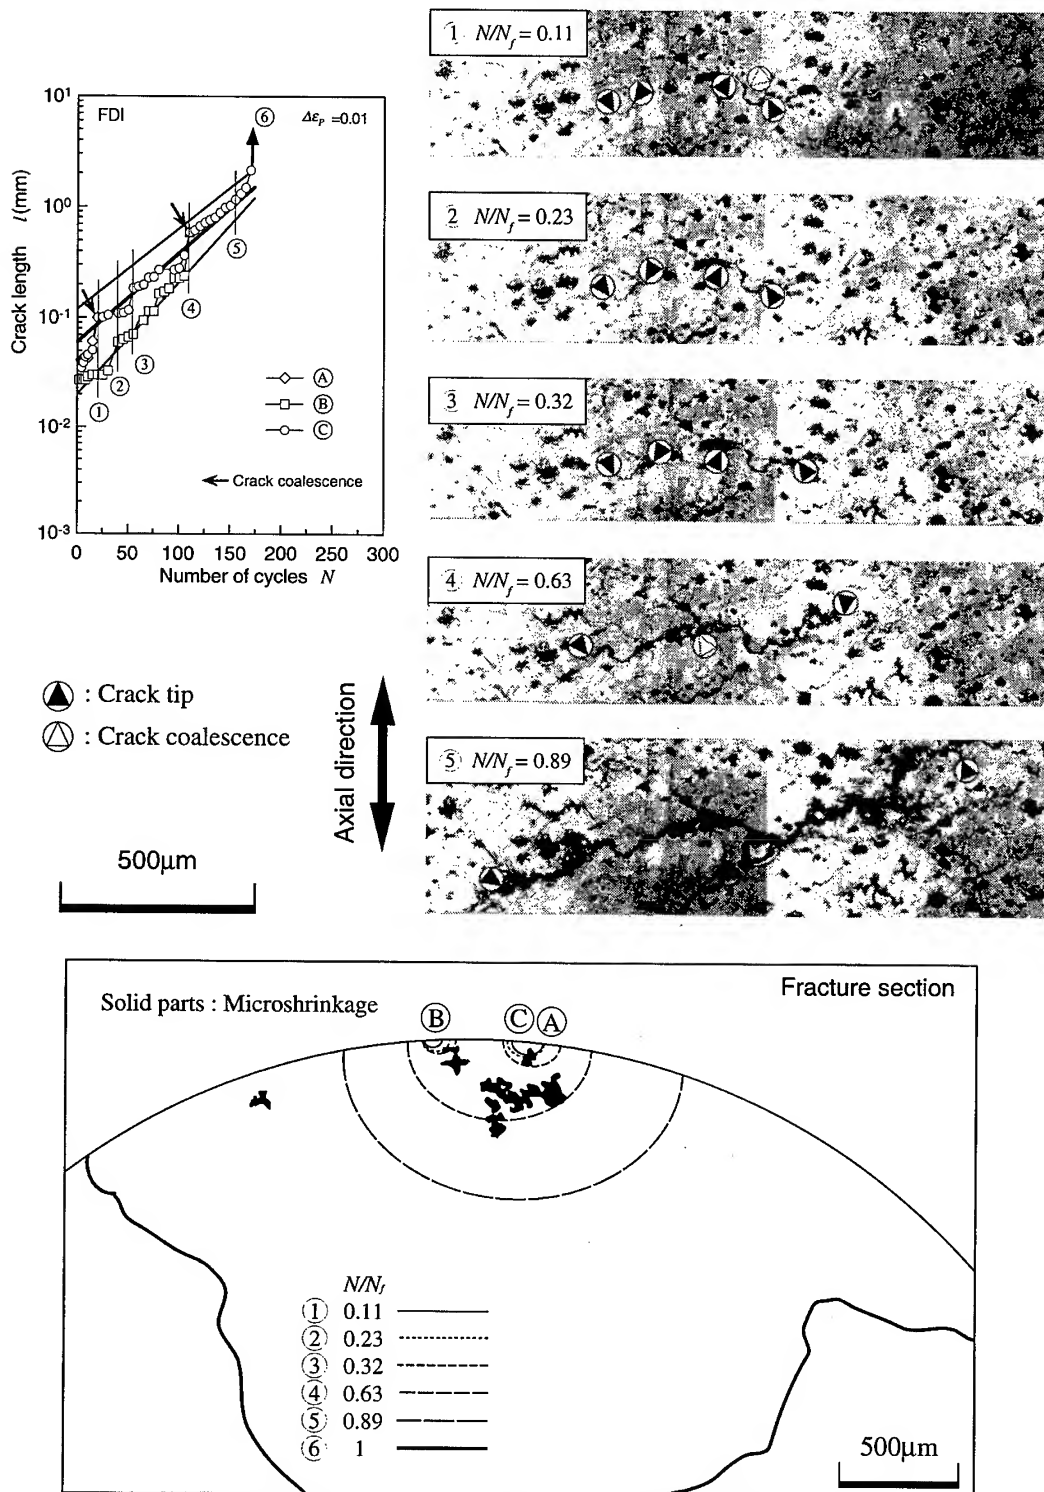 FDI
Δε_P =0.01
⑥
10^1
10^0
10^-1
10^-2
10^-3
Crack length l (mm)
①
②
③
④
⑤
Ⓐ
Ⓑ
Ⓒ
Crack coalescence
0
50
100
150
200
250
300
Number of cycles N
: Crack tip
: Crack coalescence
Axial direction
500μm
① N/N_f = 0.11
② N/N_f = 0.23
③ N/N_f = 0.32
④ N/N_f = 0.63
⑤ N/N_f = 0.89
Solid parts : Microshrinkage
Fracture section
Ⓑ Ⓒ Ⓐ
N/N_f
① 0.11
② 0.23
③ 0.32
④ 0.63
⑤ 0.89
⑥ 1
500μm